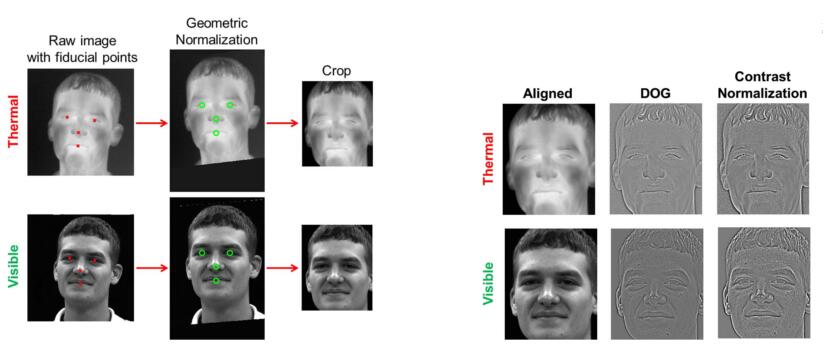 Raw image
with fiducial points
Geometric
Normalization
Crop
Thermal
Visible
Aligned
DOG
Contrast
Normalization
Thermal
Visible